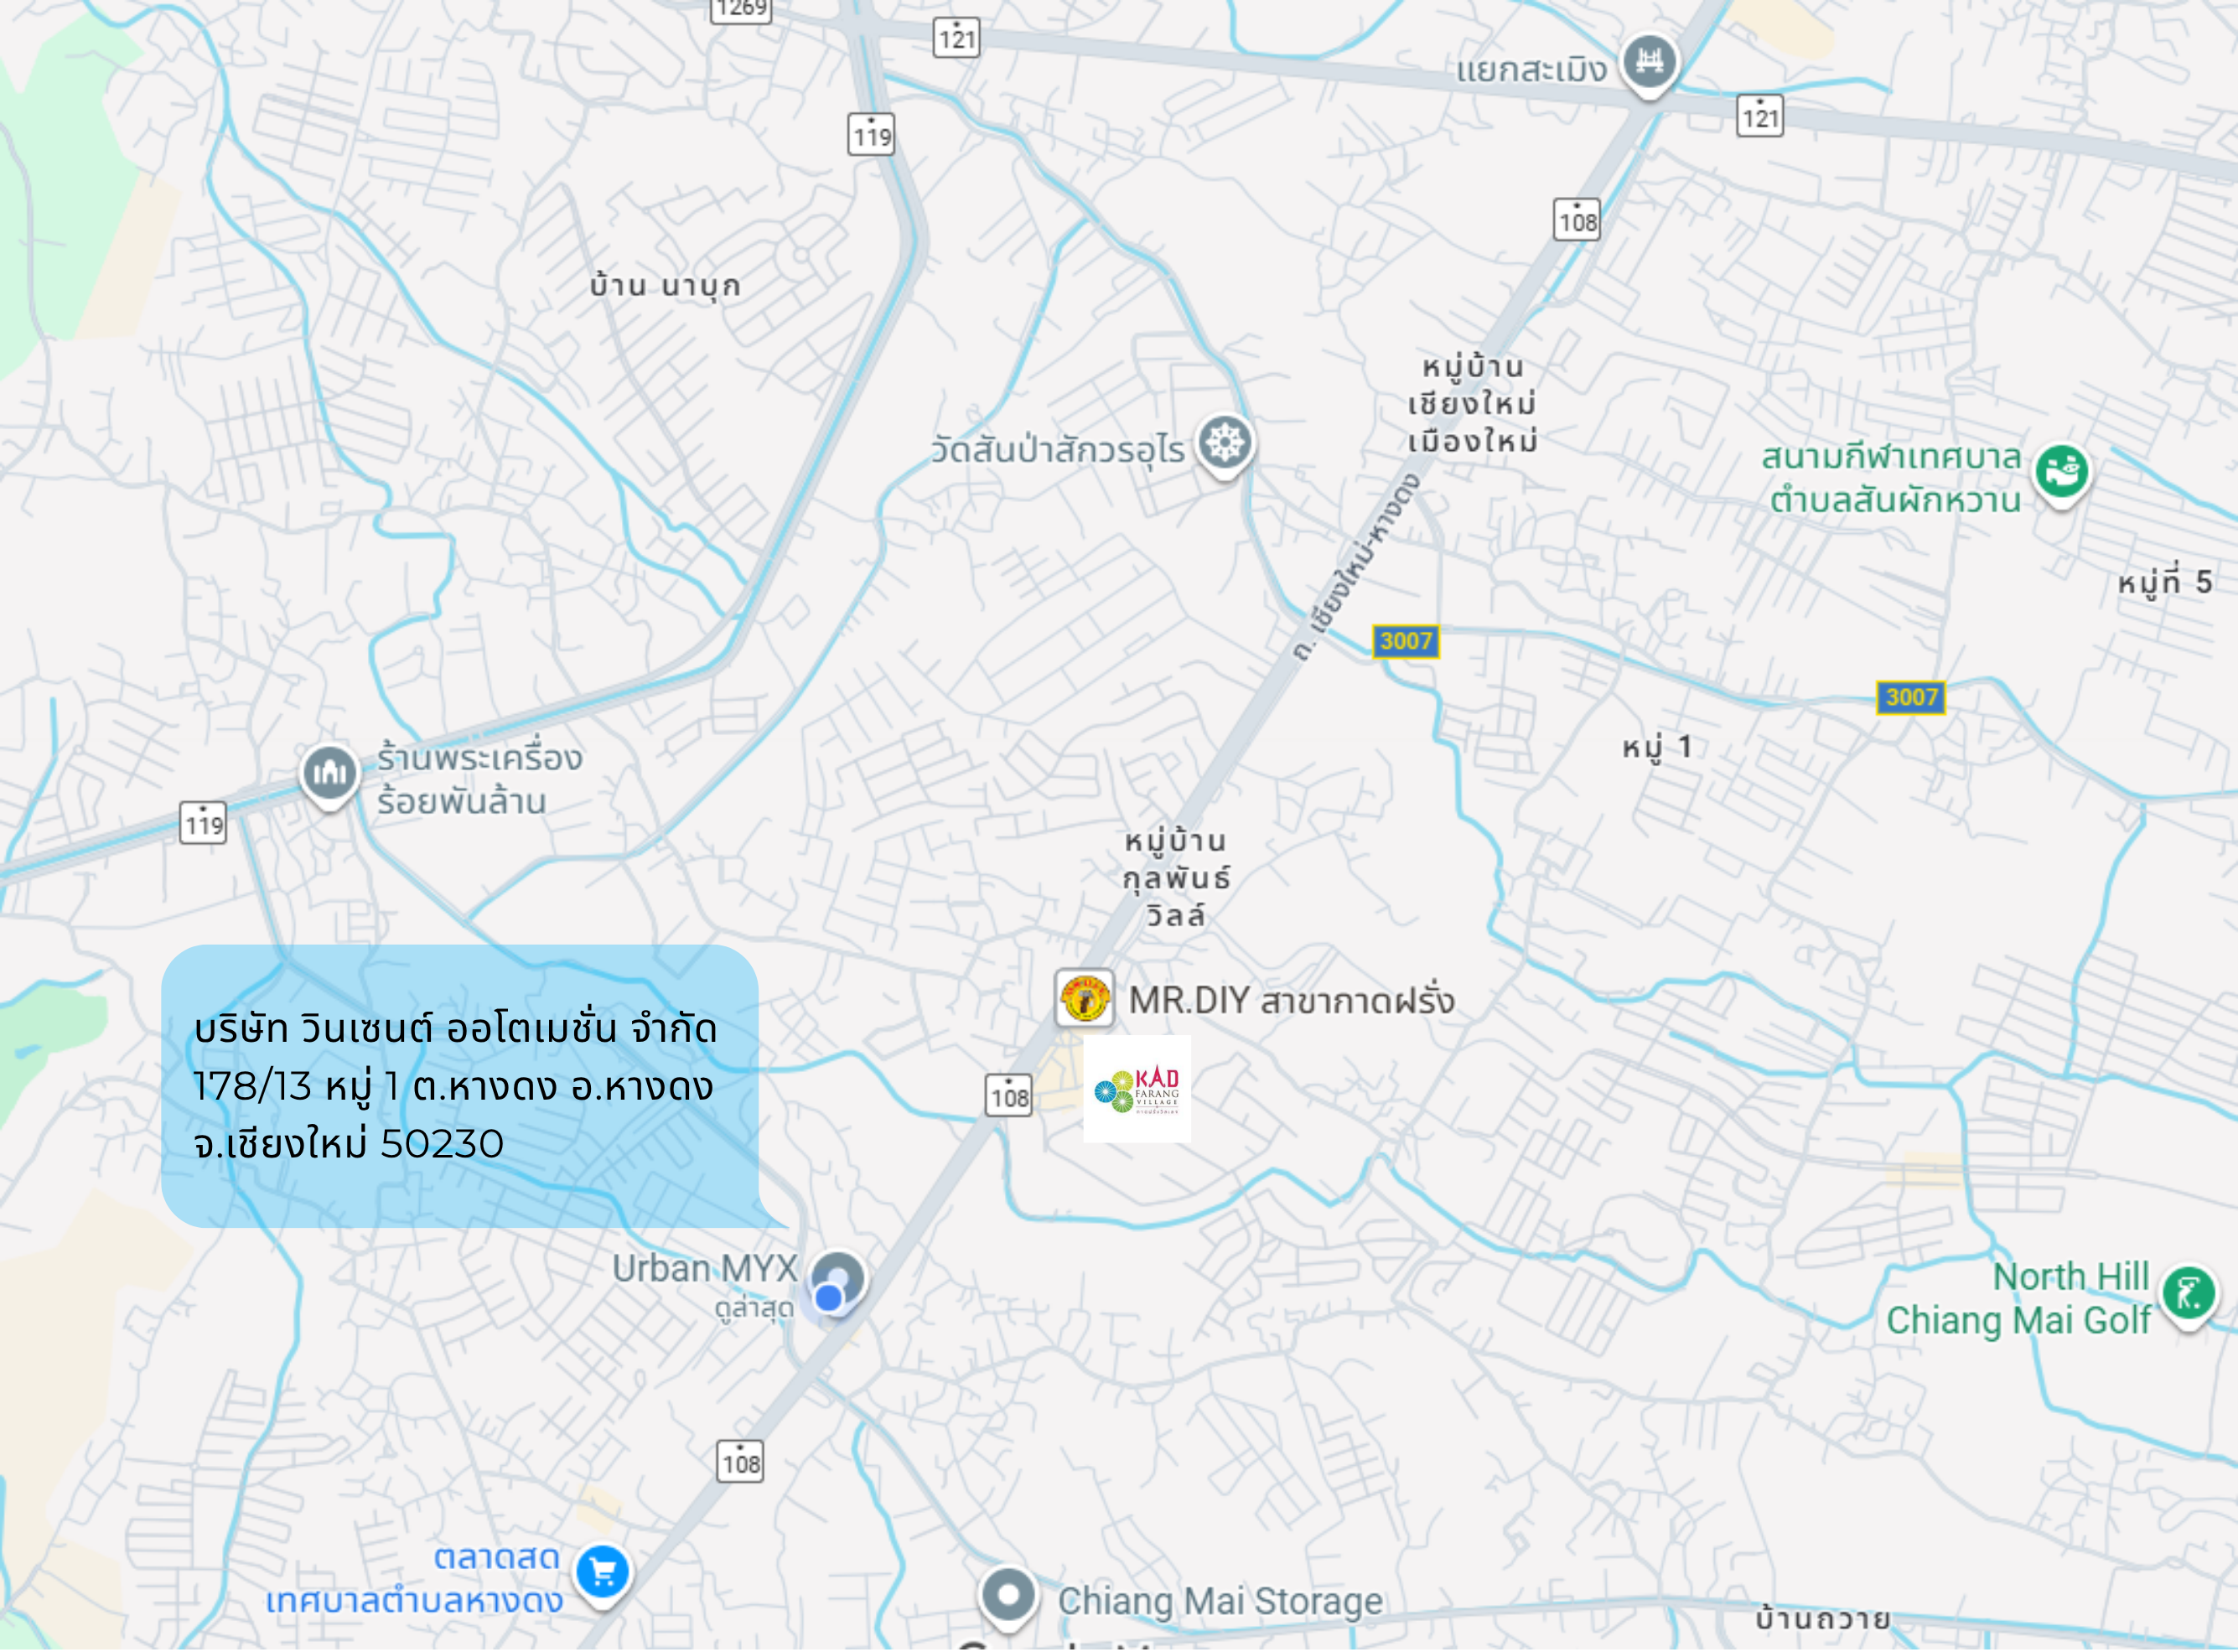 1269
121
แยกสะเมิง
121
119
108
บ้าน นาบุก
หมู่บ้าน
เชียงใหม่
เมืองใหม่
วัดสันป่าสักวรอุไร
สนามกีฬาเทศบาล
ตำบลสันผักหวาน
ถ. เชียงใหม่-หางดง
หมู่ที่ 5
3007
3007
หมู่ 1
ร้านพระเครื่อง
ร้อยพันล้าน
119
หมู่บ้าน
กุลพันธ์
วิลล์
MR.DIY สาขากาดฝรั่ง
บริษัท วินเซนต์ ออโตเมชั่น จำกัด
178/13 หมู่ 1 ต.หางดง อ.หางดง
จ.เชียงใหม่ 50230
KAD
FARANG
VILLAGE
108
Urban MYX
ดูล่าสุด
North Hill
Chiang Mai Golf
108
ตลาดสด
เทศบาลตำบลหางดง
Chiang Mai Storage
บ้านถวาย